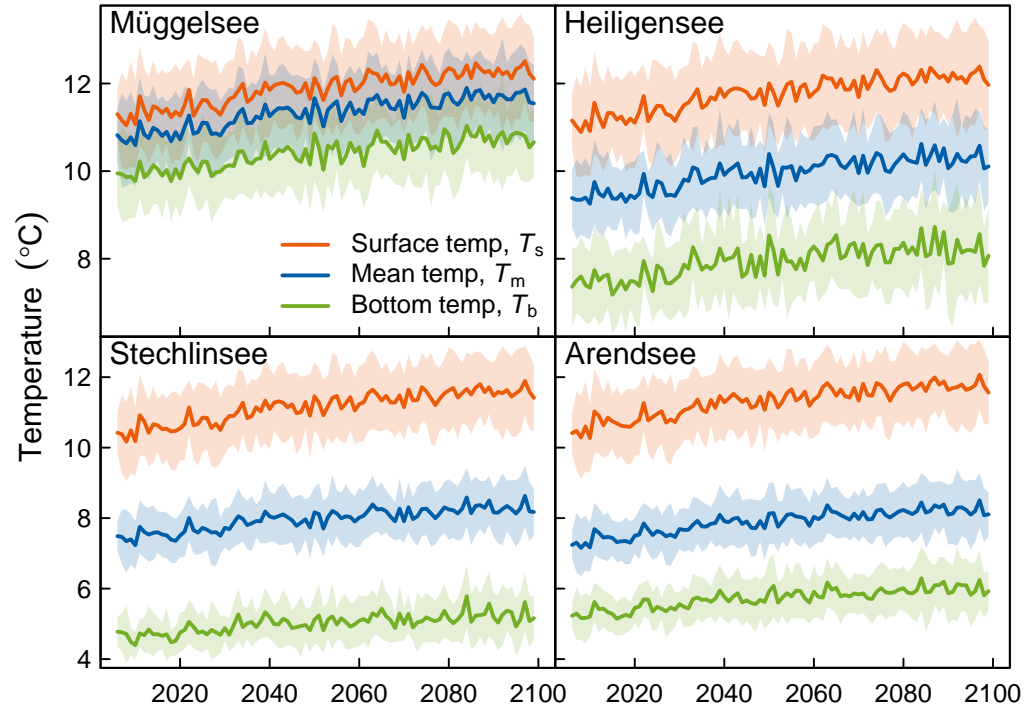 Müggelsee
Heiligensee
12
10
8
Surface temp, Ts
Mean temp, Tm
Bottom temp, Tb
Temperature (°C)
Stechlinsee
Arendsee
12
10
8
6
4
2020 2040 2060 2080 2100
2020 2040 2060 2080 2100